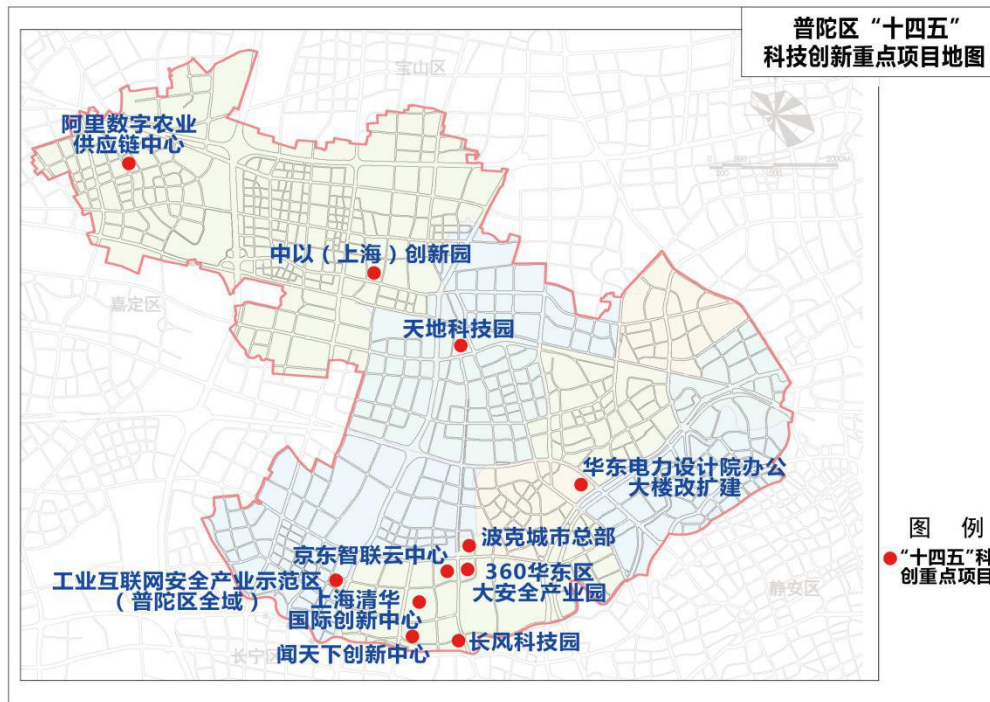 普陀区“十四五”
科技创新重点项目地图
宝山区
阿里数字农业
供应链中心
中以（上海）创新园
嘉定区
天地科技园
华东电力设计院办公
大楼改扩建
波克城市总部
京东智联云中心
360华东区
大安全产业园
工业互联网安全产业示范区
（普陀区全域）
上海清华
国际创新中心
闻天下创新中心
长风科技园
长宁区
静安区
图 例
“十四五”科
创重点项目